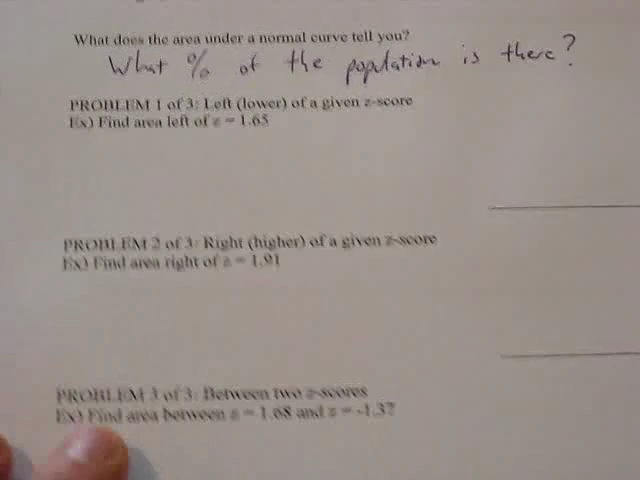 What does the area under a normal curve tell you?
What % of the population is there?
PROBLEM 1 of 3: Left (lower) of a given z-score
Ex) Find area left of z = 1.65
PROBLEM 2 of 3: Right (higher) of a given z-score
Ex) Find area right of z = 1.91
PROBLEM 3 of 3: Between two z-scores
Ex) Find area between z = 1.68 and z = -1.37